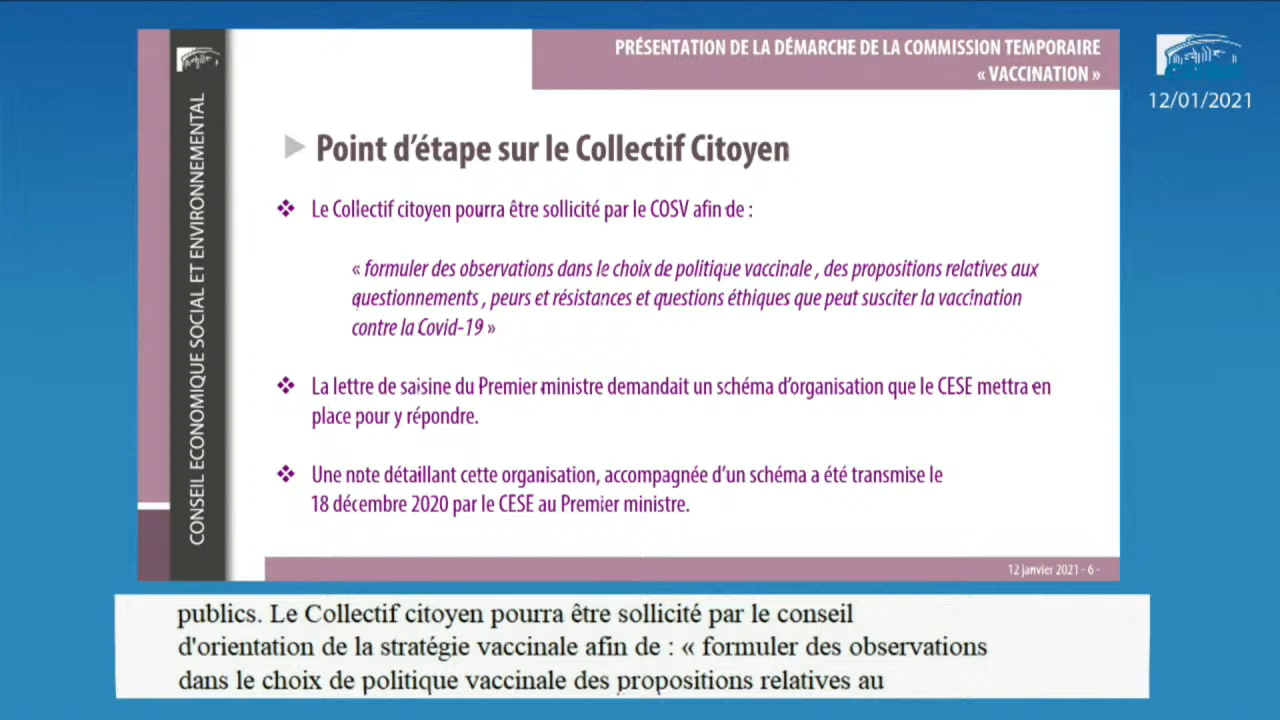 PRÉSENTATION DE LA DÉMARCHE DE LA COMMISSION TEMPORAIRE
« VACCINATION »
12/01/2021
CONSEIL ECONOMIQUE SOCIAL ET ENVIRONNEMENTAL
Point d'étape sur le Collectif Citoyen
Le Collectif citoyen pourra être sollicité par le COSV afin de :
« formuler des observations dans le choix de politique vaccinale , des propositions relatives aux
questionnements , peurs et résistances et questions éthiques que peut susciter la vaccination
contre la Covid-19 »
La lettre de saisine du Premier ministre demandait un schéma d'organisation que le CESE mettra en
place pour y répondre.
Une note détaillant cette organisation, accompagnée d'un schéma a été transmise le
18 décembre 2020 par le CESE au Premier ministre.
12 janvier 2021 - 6 -
publics. Le Collectif citoyen pourra être sollicité par le conseil
d'orientation de la stratégie vaccinale afin de : « formuler des observations
dans le choix de politique vaccinale des propositions relatives au